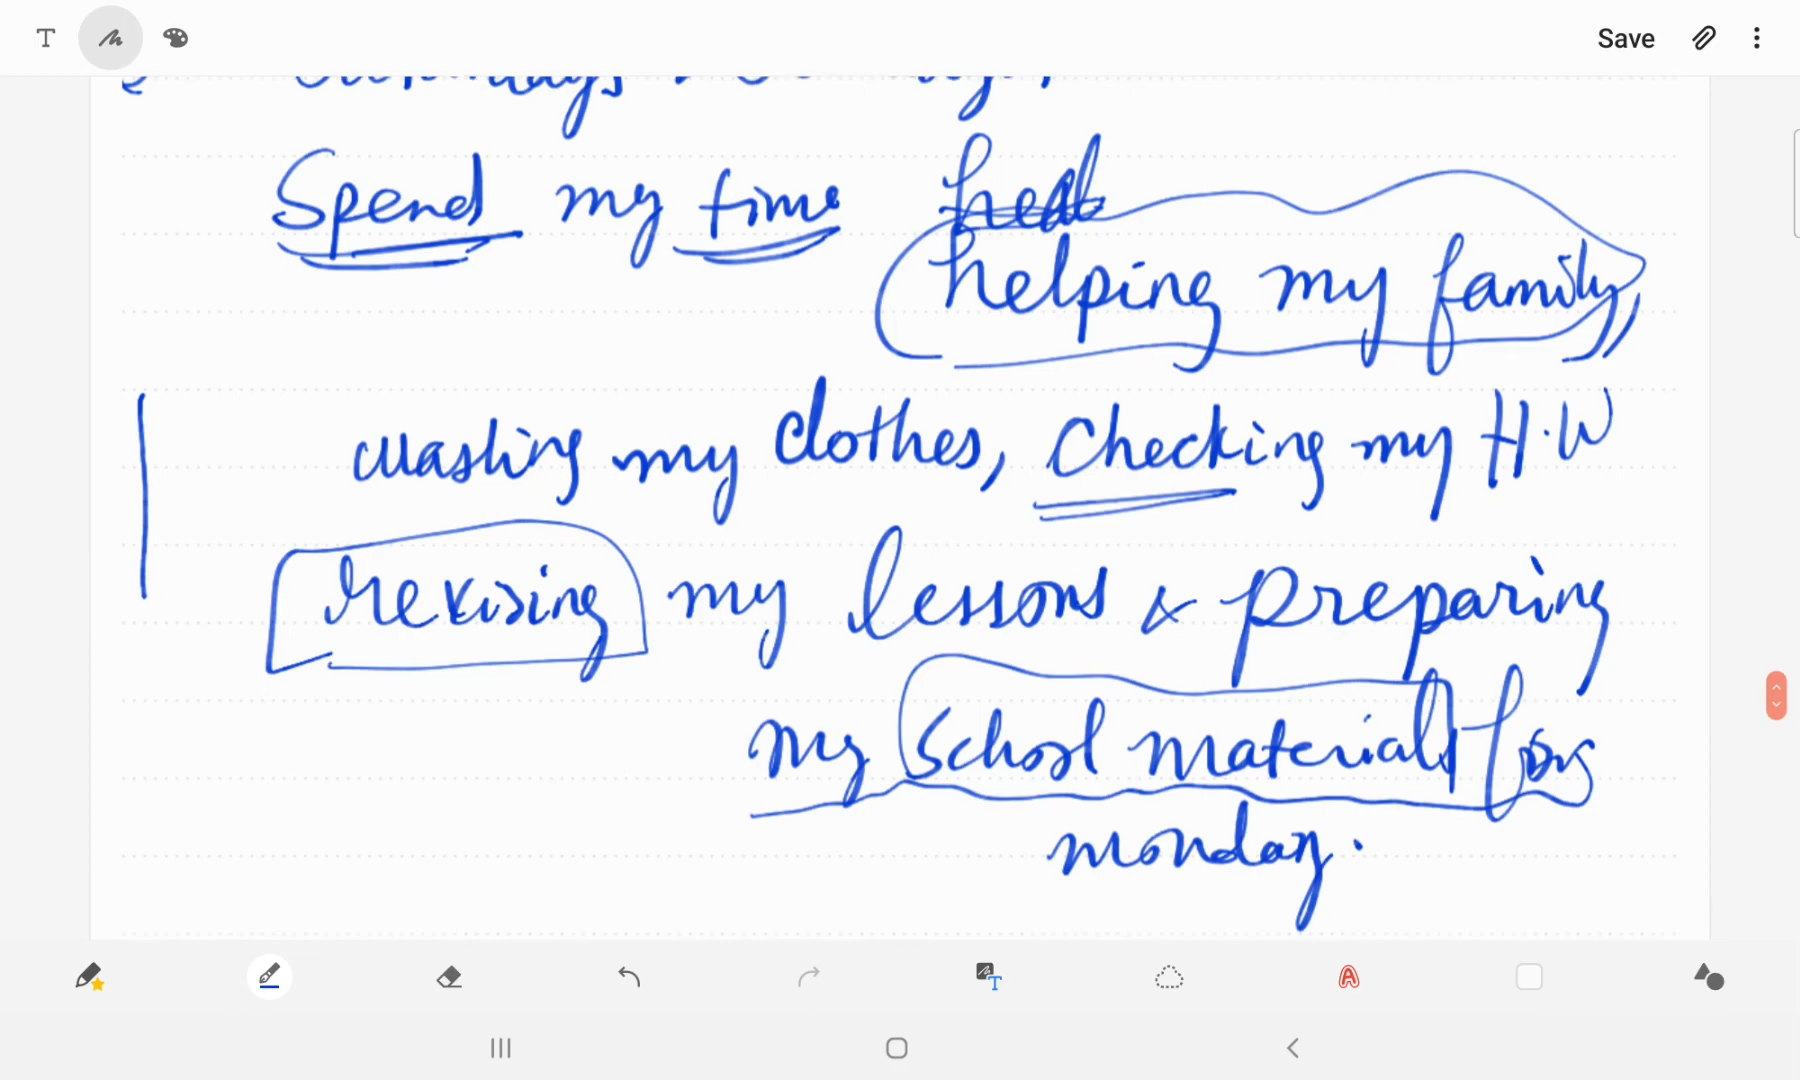 Save
Spend my time
helping my family,
washing my clothes, checking my H.W
revising my lessons & preparing
my school materials for
monday.